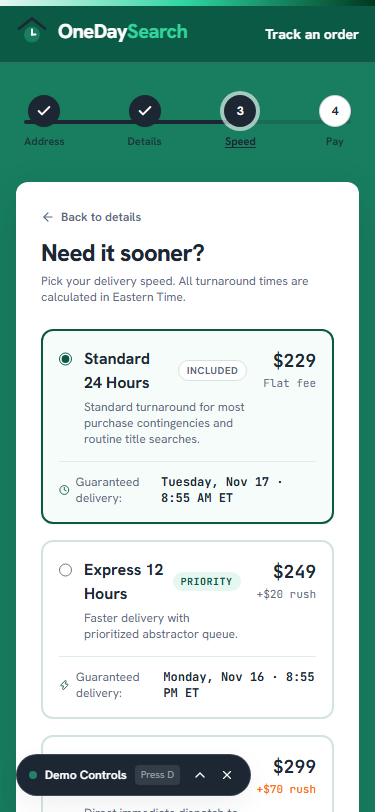 OneDaySearch
Track an order
3
4
Address
Details
Speed
Pay
Back to details
Need it sooner?
Pick your delivery speed. All turnaround times are
calculated in Eastern Time.
Standard
24 Hours
INCLUDED
$229
Flat fee
Standard turnaround for most
purchase contingencies and
routine title searches.
Guaranteed
delivery:
Tuesday, Nov 17 ·
8:55 AM ET
Express 12
Hours
PRIORITY
$249
+$20 rush
Faster delivery with
prioritized abstractor queue.
Guaranteed
delivery:
Monday, Nov 16 · 8:55
PM ET
$299
+$70 rush
Demo Controls
Press D
Direct immediate dispatch to